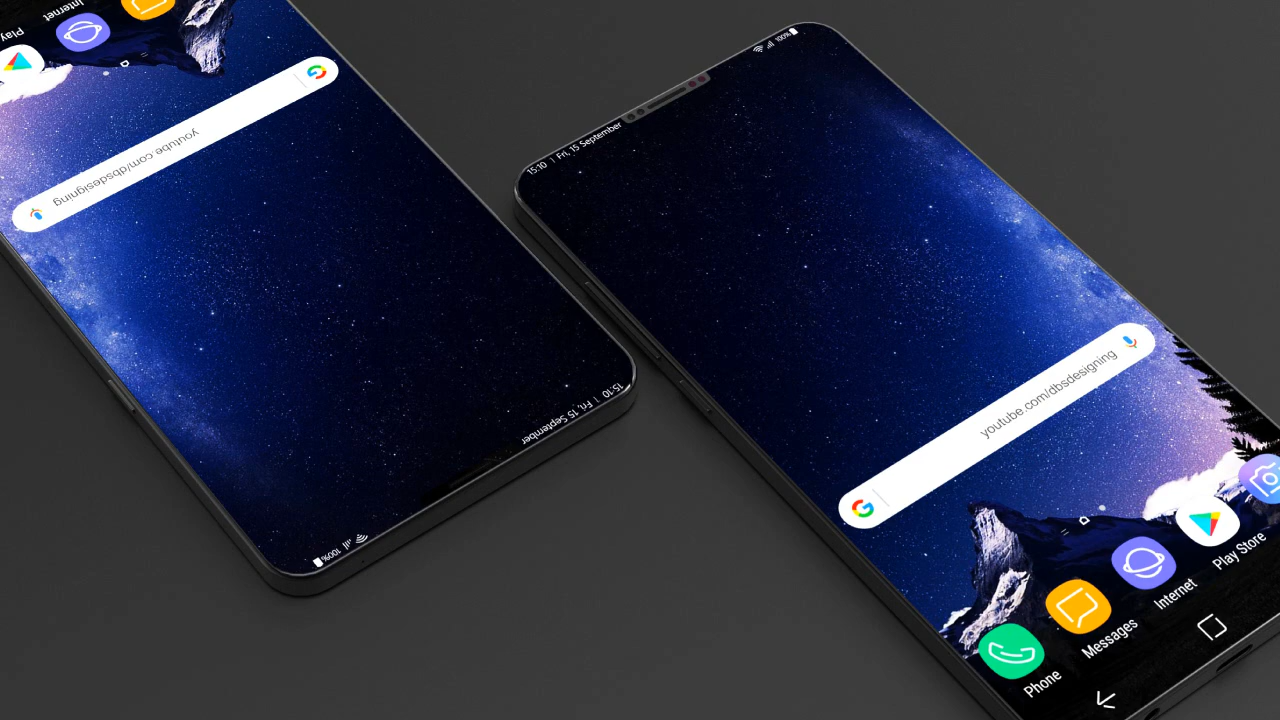 Play
Internet
youtube.com/dbsdesigning
15:10 | Fri, 15 September
100%
15:10 | Fri, 15 September
100%
youtube.com/dbsdesigning
Phone
Messages
Internet
Play Store